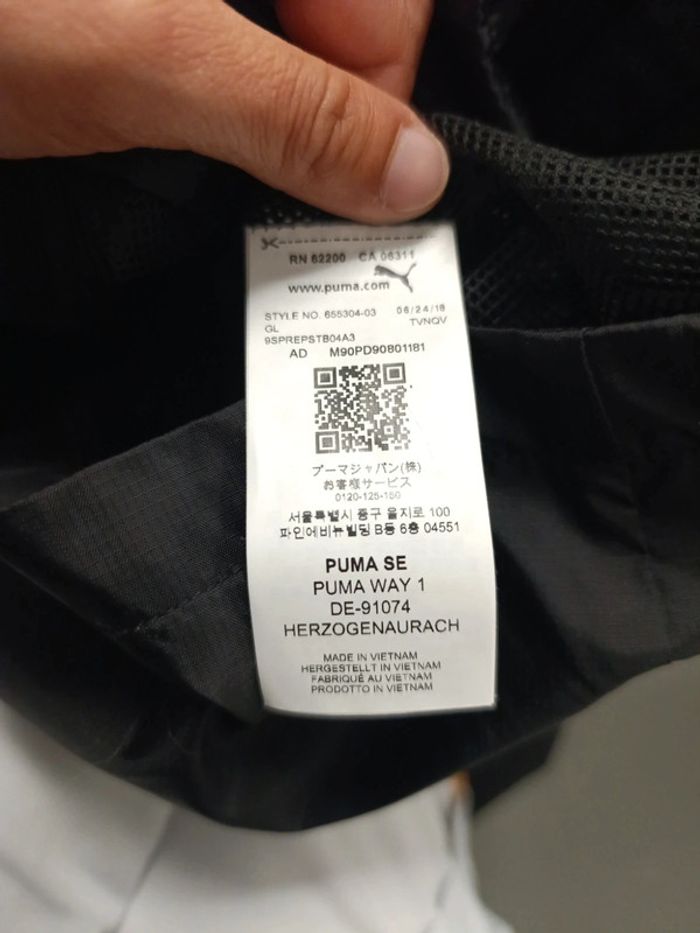 RN 62200 CA 06311
www.puma.com
STYLE NO. 655304-03 06/24/18
GL TVNQV
9SPREPSTB04A3
AD M90PD90801181
プーマジャパン(株)
お客様サービス
0120-125-150
서울특별시 중구 을지로 100
파인에비뉴빌딩 B동 6층 04551
PUMA SE
PUMA WAY 1
DE-91074
HERZOGENAURACH
MADE IN VIETNAM
HERGESTELLT IN VIETNAM
FABRIQUÉ AU VIETNAM
PRODOTTO IN VIETNAM